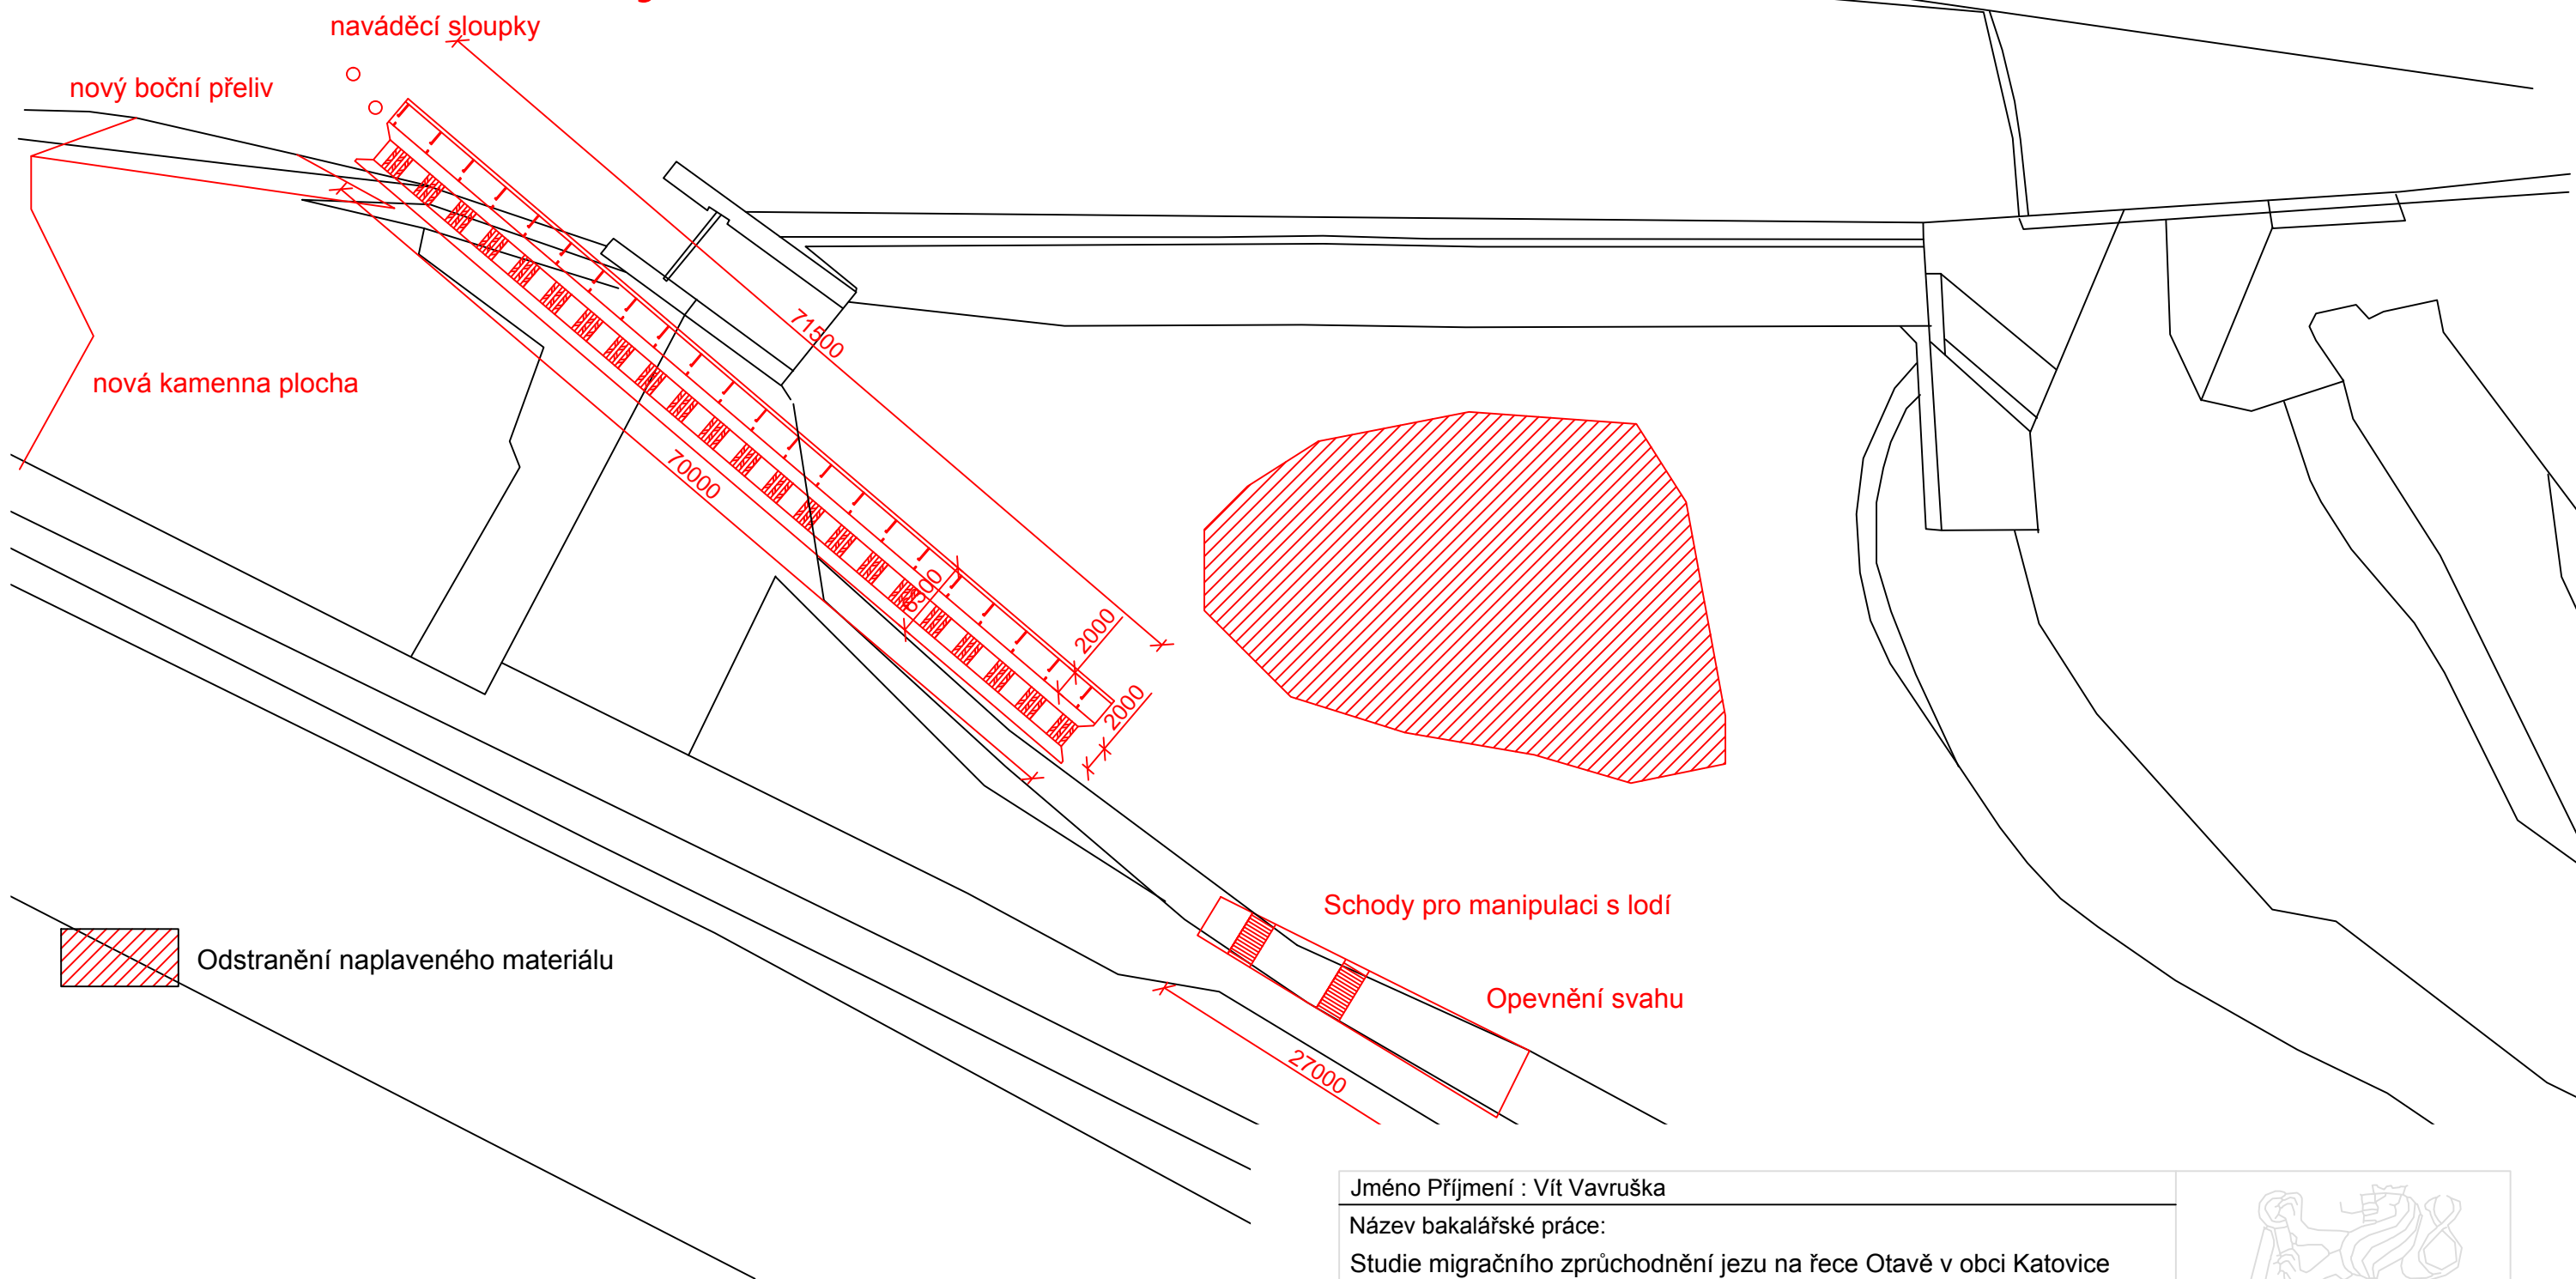 naváděcí sloupky
nový boční přeliv
71500
nová kamenna plocha
70000
2000
2000
Schody pro manipulaci s lodí
Odstranění naplaveného materiálu
Opevnění svahu
27000
Jméno Příjmení : Vít Vavruška
Název bakalářské práce:
Studie migračního zprůchodnění jezu na řece Otavě v obci Katovice